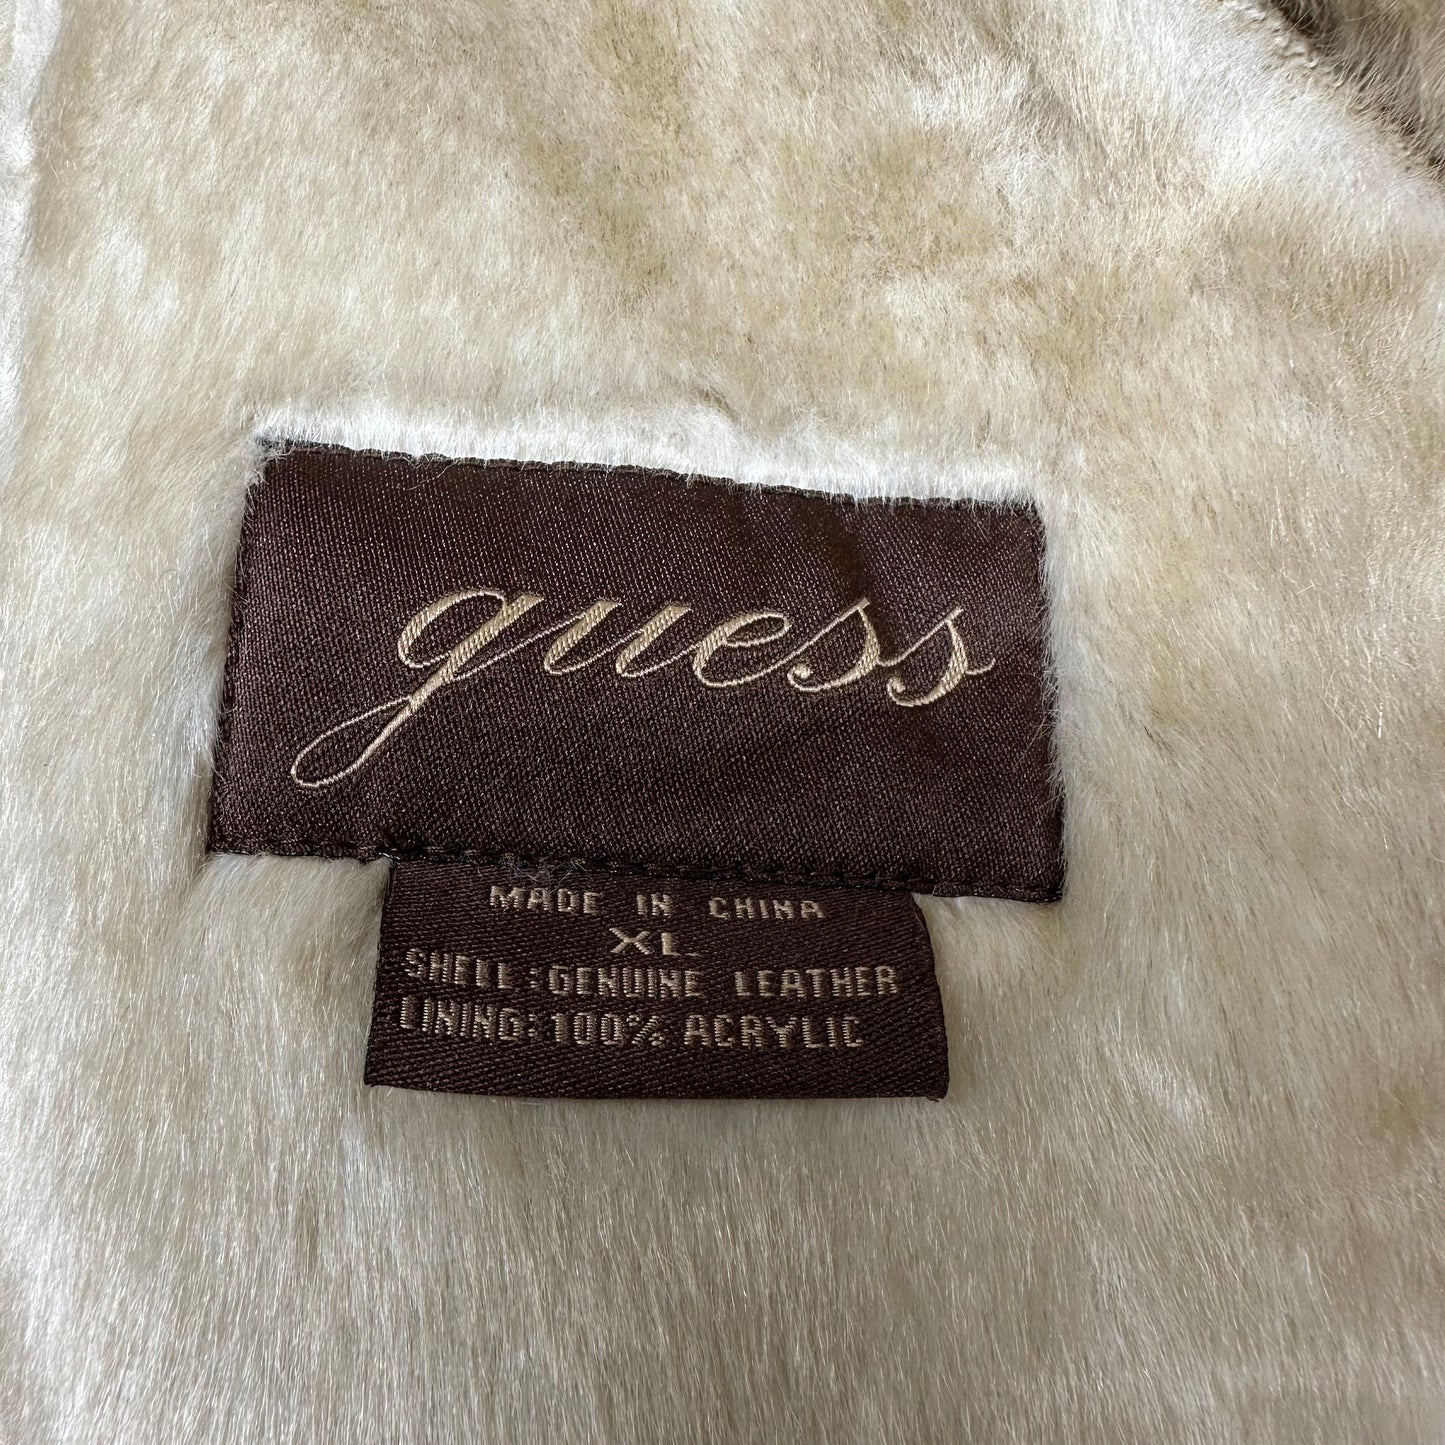 guess
MADE IN CHINA
XL
SHELL:GENUINE LEATHER
LINING:100% ACRYLIC